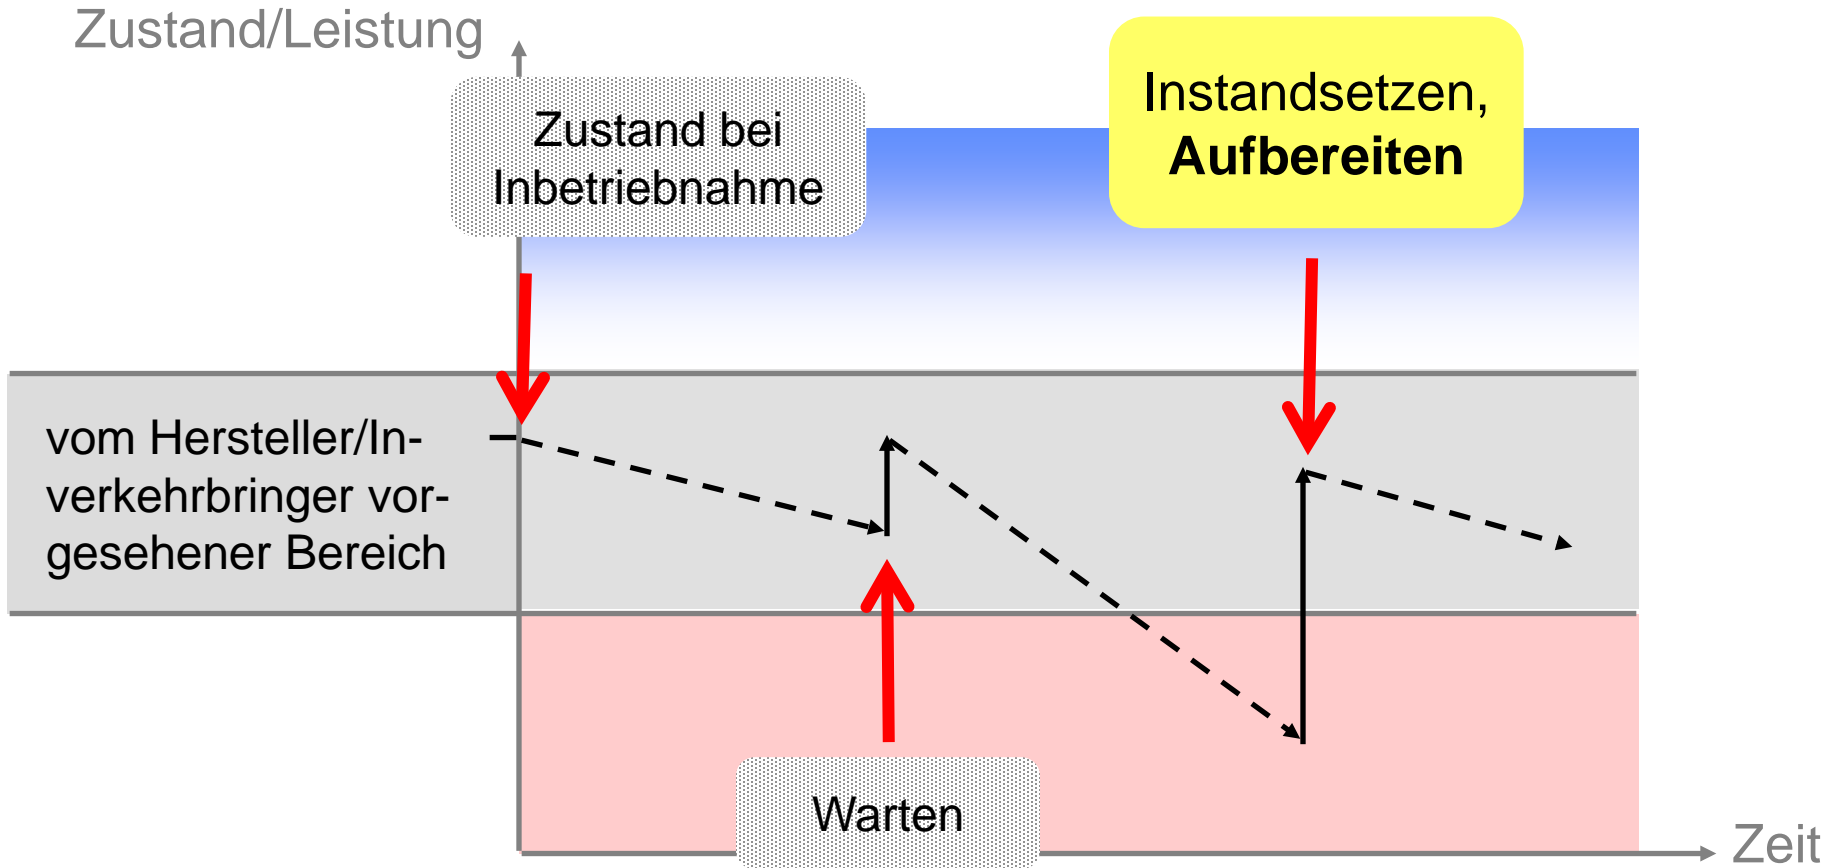 Zustand/Leistung
Zustand bei
Inbetriebnahme
Instandsetzen,
Aufbereiten
vom Hersteller/In-
verkehrbringer vor-
gesehener Bereich
Warten
Zeit